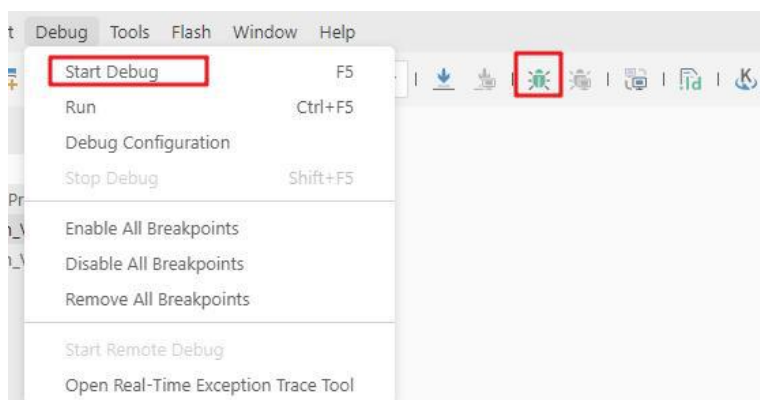 t Debug Tools Flash Window Help
Start Debug F5
Run Ctrl+F5
Debug Configuration
Stop Debug Shift+F5
Pr
Enable All Breakpoints
Disable All Breakpoints
Remove All Breakpoints
Start Remote Debug
Open Real-Time Exception Trace Tool